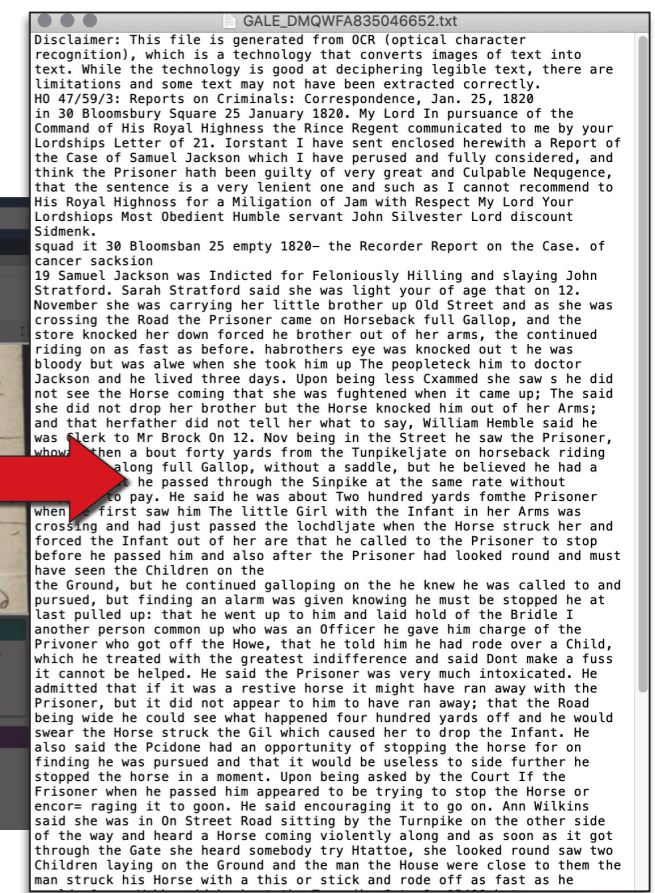 GALE_DMQWFA835046652.txt
Disclaimer: This file is generated from OCR (optical character
recognition), which is a technology that converts images of text into
text. While the technology is good at deciphering legible text, there are
limitations and some text may not have been extracted correctly.
HO 47/59/3: Reports on Criminals: Correspondence, Jan. 25, 1820
in 30 Bloomsbury Square 25 January 1820. My Lord In pursuance of the
Command of His Royal Highness the Rince Regent communicated to me by your
Lordships Letter of 21. Iorstant I have sent enclosed herewith a Report of
the Case of Samuel Jackson which I have perused and fully considered, and
think the Prisoner hath been guilty of very great and Culpable Nequgence,
that the sentence is a very lenient one and such as I cannot recommend to
His Royal Highnoss for a Miligation of Jam with Respect My Lord Your
Lordshiops Most Obedient Humble servant John Silvester Lord discount
Sidmenk.
squad it 30 Bloomsban 25 empty 1820– the Recorder Report on the Case. of
cancer sacksion
19 Samuel Jackson was Indicted for Feloniously Hilling and slaying John
Stratford. Sarah Stratford said she was light your of age that on 12.
November she was carrying her little brother up Old Street and as she was
crossing the Road the Prisoner came on Horseback full Gallop, and the
store knocked her down forced he brother out of her arms, the continued
riding on as fast as before. habrothers eye was knocked out t he was
bloody but was alwe when she took him up The peopleteck him to doctor
Jackson and he lived three days. Upon being less Cxammed she saw s he did
not see the Horse coming that she was fughtened when it came up; The said
she did not drop her brother but the Horse knocked him out of her Arms;
and that herfather did not tell her what to say, William Hemble said he
was Clerk to Mr Brock On 12. Nov being in the Street he saw the Prisoner,
whowa then a bout forty yards from the Tunpikeljate on horseback riding
along full Gallop, without a saddle, but he believed he had a
he passed through the Sinpike at the same rate without
to pay. He said he was about Two hundred yards fomthe Prisoner
when he first saw him The little Girl with the Infant in her Arms was
crossing and had just passed the lochdljate when the Horse struck her and
forced the Infant out of her are that he called to the Prisoner to stop
before he passed him and also after the Prisoner had looked round and must
have seen the Children on the
the Ground, but he continued galloping on the he knew he was called to and
pursued, but finding an alarm was given knowing he must be stopped he at
last pulled up: that he went up to him and laid hold of the Bridle I
another person common up who was an Officer he gave him charge of the
Privoner who got off the Howe, that he told him he had rode over a Child,
which he treated with the greatest indifference and said Dont make a fuss
it cannot be helped. He said the Prisoner was very much intoxicated. He
admitted that if it was a restive horse it might have ran away with the
Prisoner, but it did not appear to him to have ran away; that the Road
being wide he could see what happened four hundred yards off and he would
swear the Horse struck the Gil which caused her to drop the Infant. He
also said the Pcidone had an opportunity of stopping the horse for on
finding he was pursued and that it would be useless to side further he
stopped the horse in a moment. Upon being asked by the Court If the
Frisoner when he passed him appeared to be trying to stop the Horse or
encor= raging it to goon. He said encouraging it to go on. Ann Wilkins
said she was in On Street Road sitting by the Turnpike on the other side
of the way and heard a Horse coming violently along and as soon as it got
through the Gate she heard somebody try Htattoe, she looked round saw two
Children laying on the Ground and the man the House were close to them the
man struck his Horse with a this or stick and rode off as fast as he